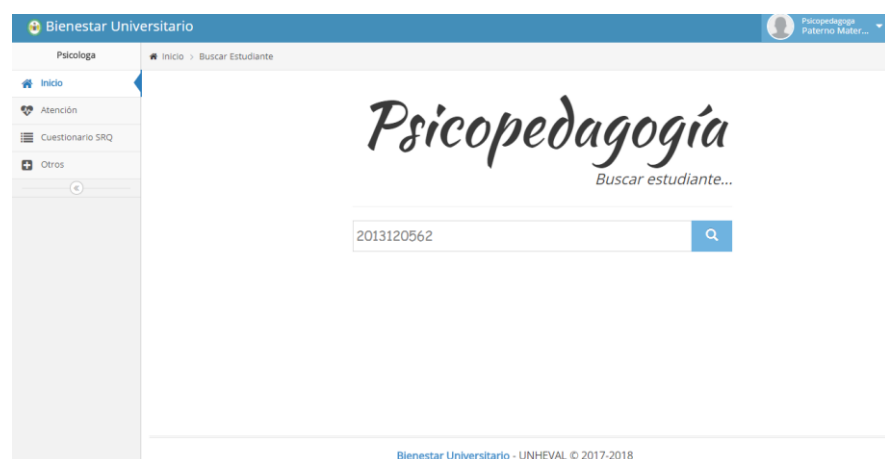 Bienestar Universitario
Psicopedagoga
Paterno Mater...
Psicologa
Inicio > Buscar Estudiante
Inicio
Atención
Cuestionario SRQ
Otros
Psicopedagogía
Buscar estudiante...
2013120562
Bienestar Universitario - UNHEVAL © 2017-2018